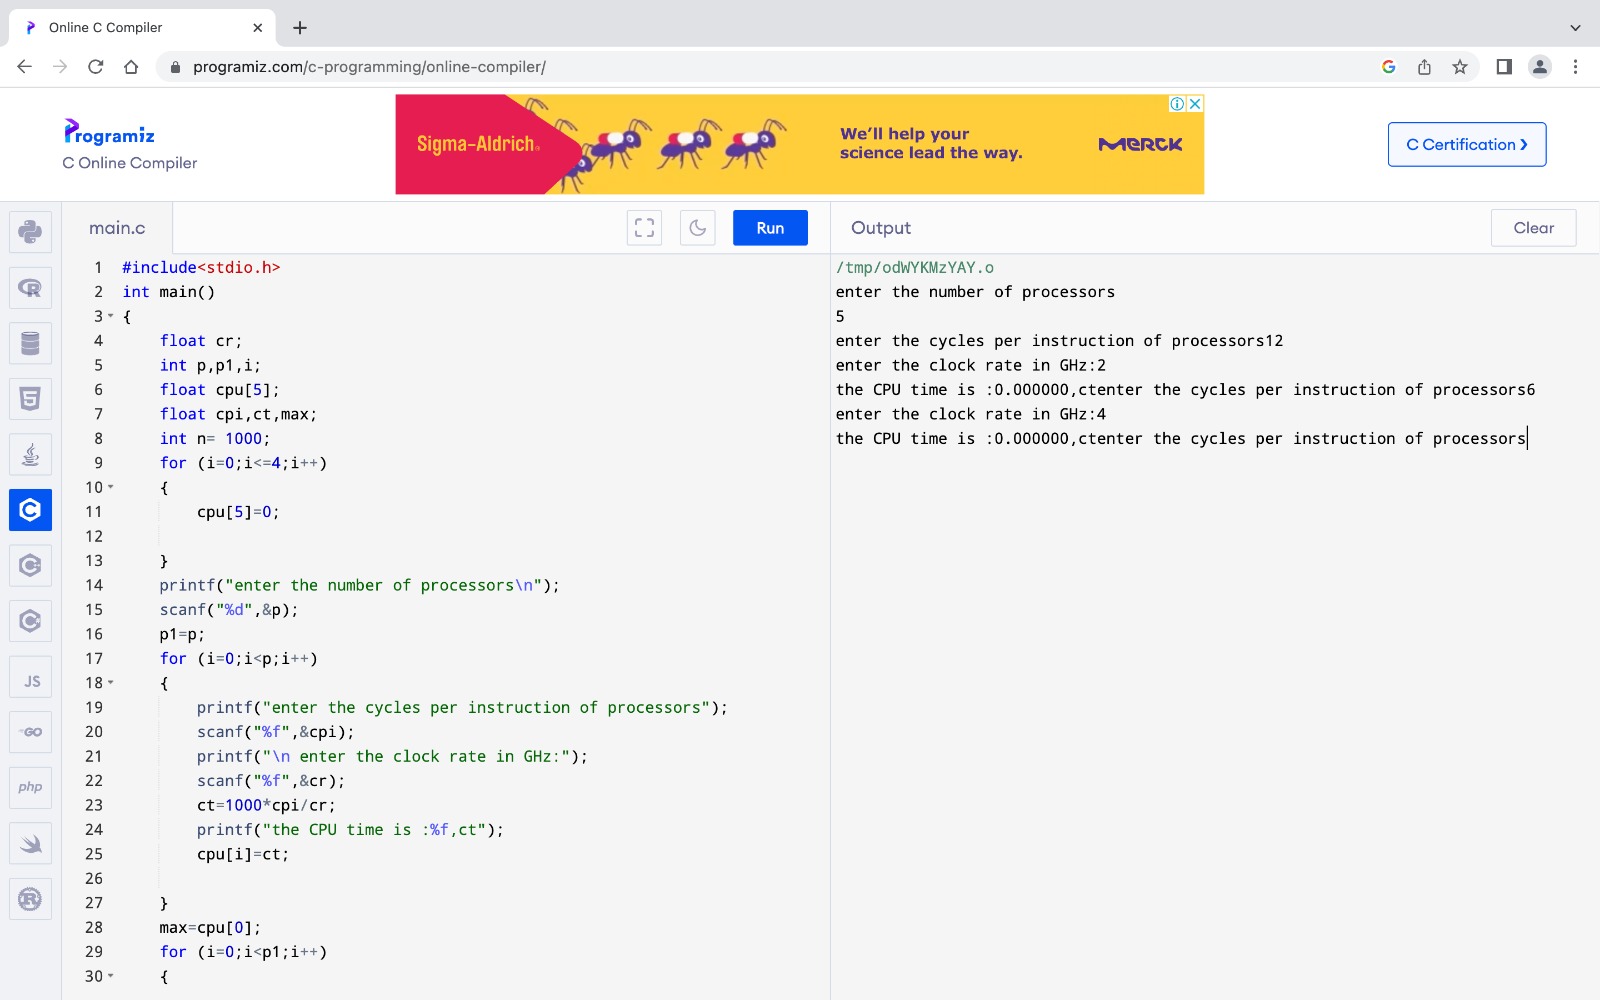 Online C Compiler
programiz.com/c-programming/online-compiler/
Programiz
C Online Compiler
Sigma-Aldrich®
We'll help your
science lead the way.
MERCK
C Certification ❯
main.c
Run
Output
Clear
JS
GO
php
1 #include<stdio.h>
2 int main()
3 {
4 float cr;
5 int p,p1,i;
6 float cpu[5];
7 float cpi,ct,max;
8 int n= 1000;
9 for (i=0;i<=4;i++)
10 {
11 cpu[5]=0;
12
13 }
14 printf("enter the number of processors\n");
15 scanf("%d",&p);
16 p1=p;
17 for (i=0;i<p;i++)
18 {
19 printf("enter the cycles per instruction of processors");
20 scanf("%f",&cpi);
21 printf("\n enter the clock rate in GHz:");
22 scanf("%f",&cr);
23 ct=1000*cpi/cr;
24 printf("the CPU time is :%f,ct");
25 cpu[i]=ct;
26
27 }
28 max=cpu[0];
29 for (i=0;i<p1;i++)
30 {
/tmp/odWYKMzYAY.o
enter the number of processors
5
enter the cycles per instruction of processors12
enter the clock rate in GHz:2
the CPU time is :0.000000,ctenter the cycles per instruction of processors6
enter the clock rate in GHz:4
the CPU time is :0.000000,ctenter the cycles per instruction of processors